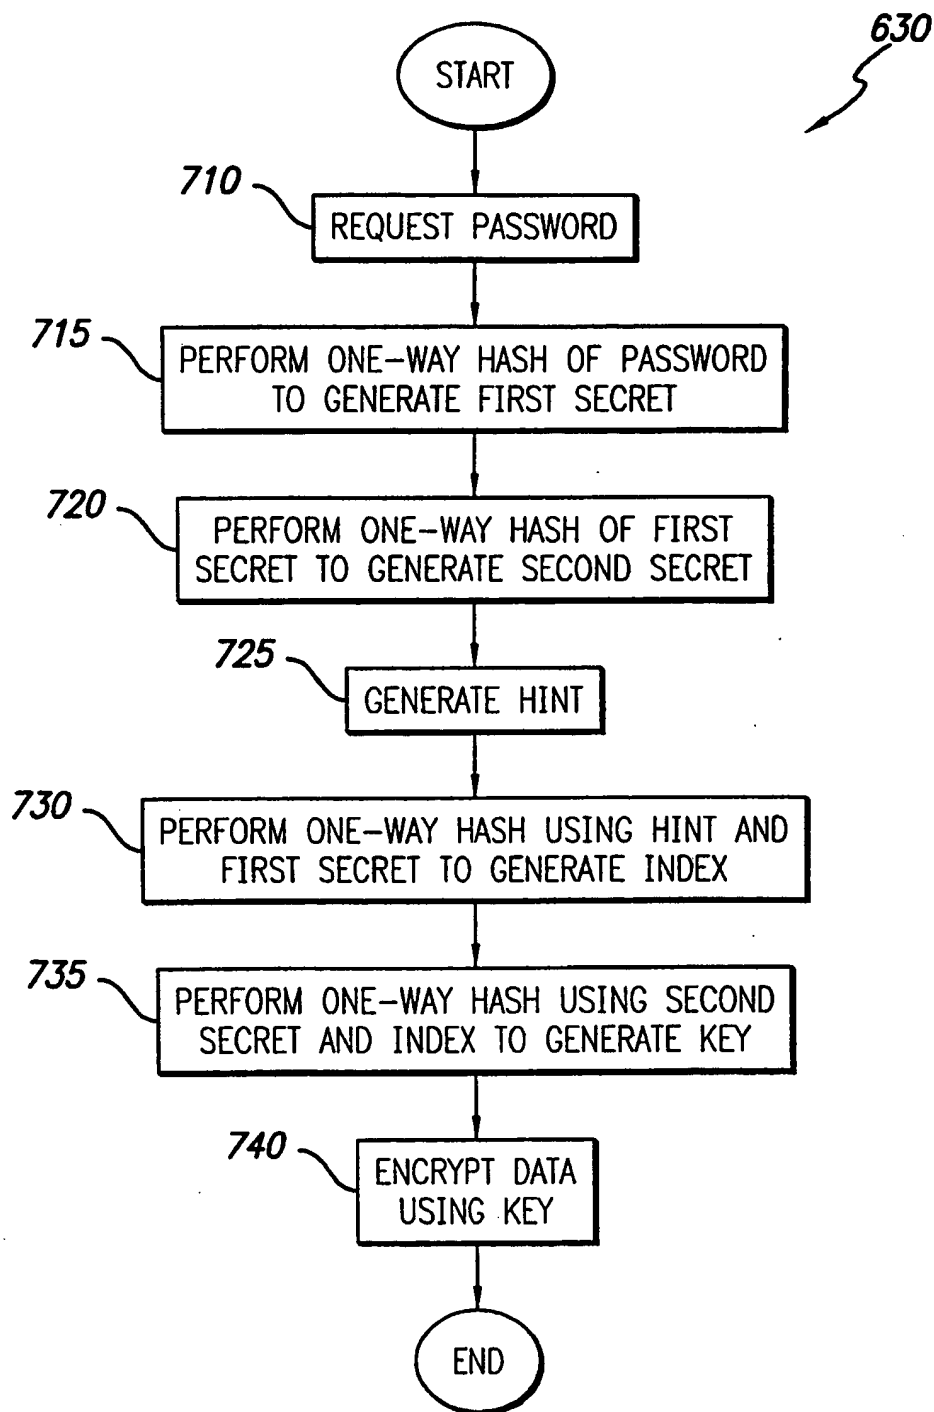 630
START
710
REQUEST PASSWORD
715
PERFORM ONE-WAY HASH OF PASSWORD
TO GENERATE FIRST SECRET
720
PERFORM ONE-WAY HASH OF FIRST
SECRET TO GENERATE SECOND SECRET
725
GENERATE HINT
730
PERFORM ONE-WAY HASH USING HINT AND
FIRST SECRET TO GENERATE INDEX
735
PERFORM ONE-WAY HASH USING SECOND
SECRET AND INDEX TO GENERATE KEY
740
ENCRYPT DATA
USING KEY
END